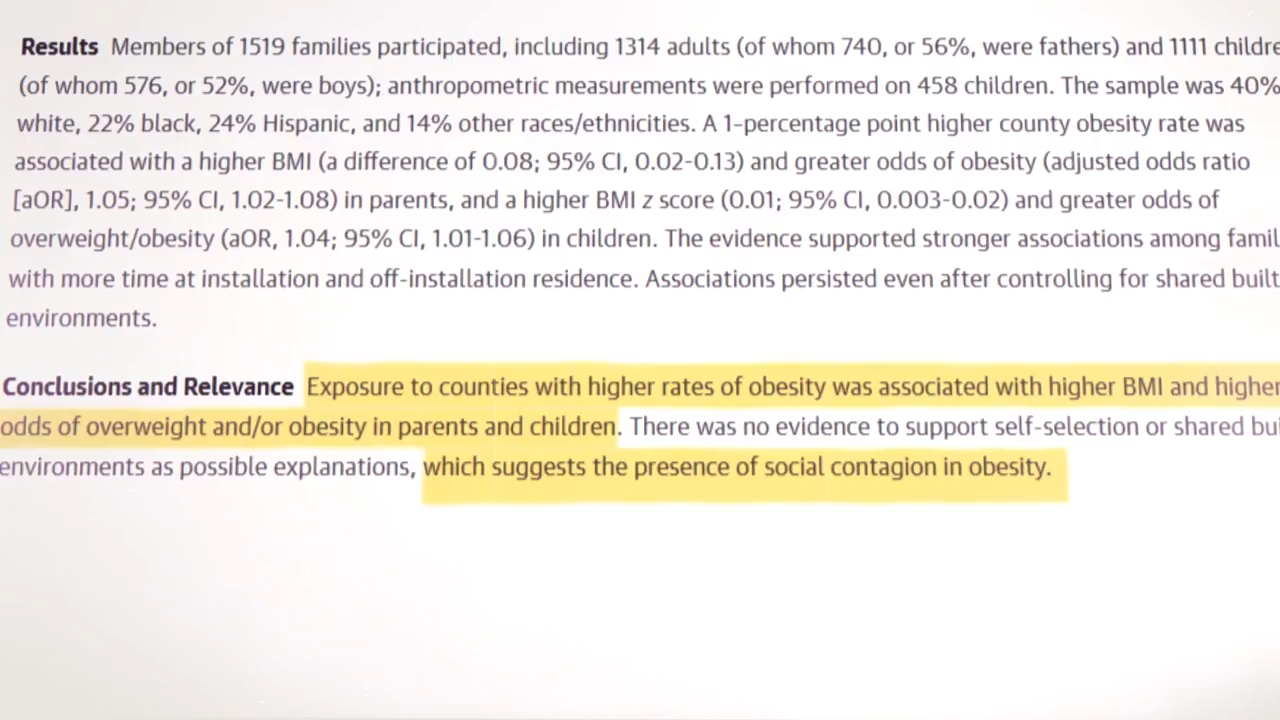 Results Members of 1519 families participated, including 1314 adults (of whom 740, or 56%, were fathers) and 1111 childre
(of whom 576, or 52%, were boys); anthropometric measurements were performed on 458 children. The sample was 40%
white, 22% black, 24% Hispanic, and 14% other races/ethnicities. A 1-percentage point higher county obesity rate was
associated with a higher BMI (a difference of 0.08; 95% CI, 0.02-0.13) and greater odds of obesity (adjusted odds ratio
[aOR], 1.05; 95% CI, 1.02-1.08) in parents, and a higher BMI z score (0.01; 95% CI, 0.003-0.02) and greater odds of
overweight/obesity (aOR, 1.04; 95% CI, 1.01-1.06) in children. The evidence supported stronger associations among famil
with more time at installation and off-installation residence. Associations persisted even after controlling for shared built
environments.
Conclusions and Relevance Exposure to counties with higher rates of obesity was associated with higher BMI and higher
odds of overweight and/or obesity in parents and children. There was no evidence to support self-selection or shared bui
environments as possible explanations, which suggests the presence of social contagion in obesity.